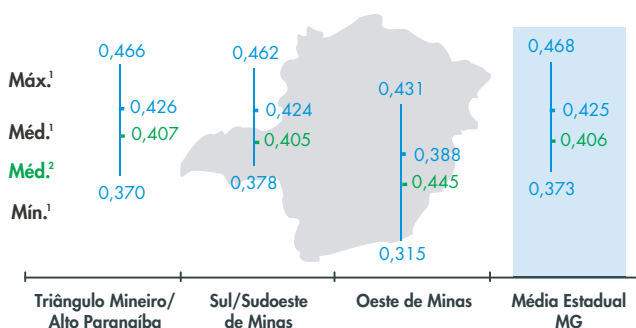 0,466
0,426
0,407
0,370
0,462
0,424
0,405
0,378
0,431
0,388
0,445
0,315
0,468
0,425
0,406
0,373
Máx.¹
Méd.¹
Méd.²
Mín.¹
Triângulo Mineiro/
Alto Paranaíba
Sul/Sudoeste
de Minas
Oeste de Minas
Média Estadual
MG